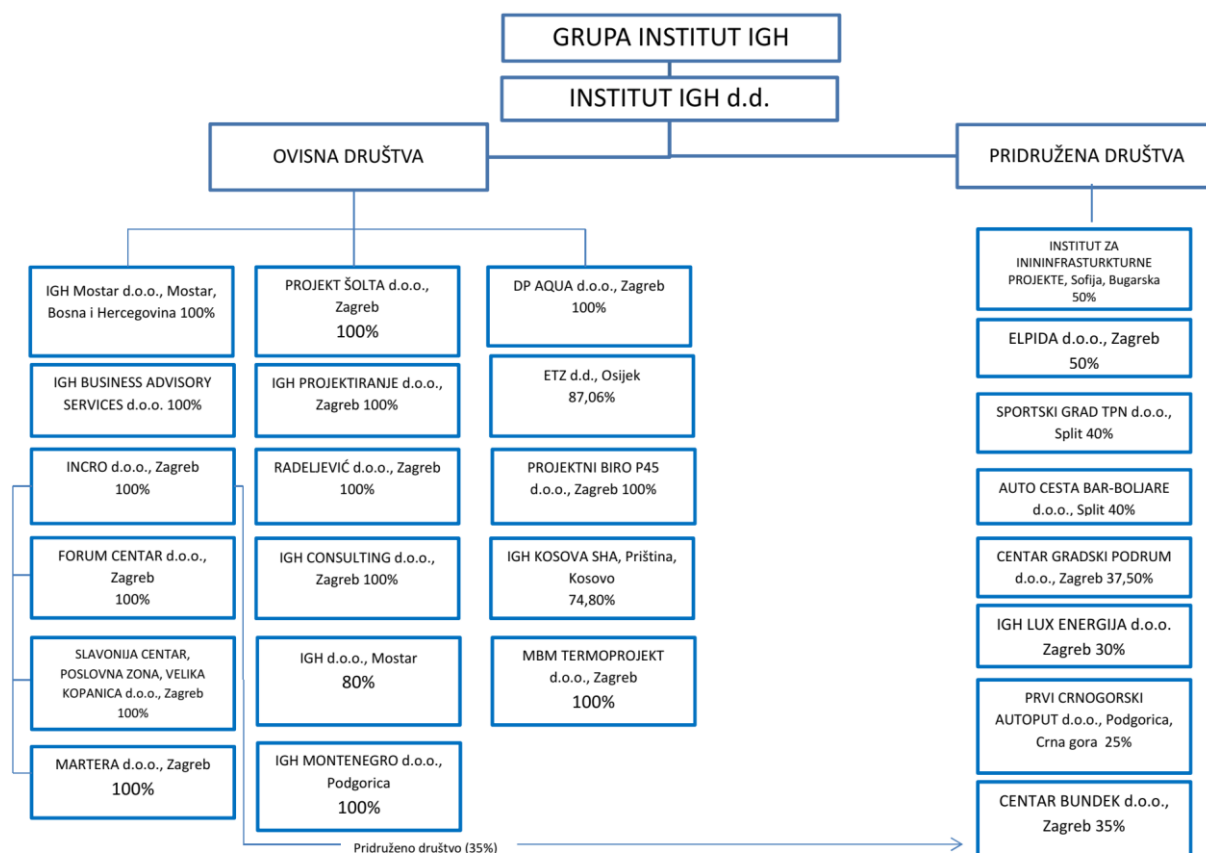 GRUPA INSTITUT IGH
INSTITUT IGH d.d.
OVISNA DRUŠTVA
PRIDRUŽENA DRUŠTVA
IGH Mostar d.o.o., Mostar,
Bosna i Hercegovina 100%
IGH BUSINESS ADVISORY
SERVICES d.o.o. 100%
INCRO d.o.o., Zagreb
100%
FORUM CENTAR d.o.o.,
Zagreb
100%
SLAVONIJA CENTAR,
POSLOVNA ZONA, VELIKA
KOPANICA d.o.o., Zagreb
100%
MARTERA d.o.o., Zagreb
100%
PROJEKT ŠOLTA d.o.o.,
Zagreb
100%
IGH PROJEKTIRANJE d.o.o.,
Zagreb 100%
RADELJEVIĆ d.o.o., Zagreb
100%
IGH CONSULTING d.o.o.,
Zagreb 100%
IGH d.o.o., Mostar
80%
IGH MONTENEGRO d.o.o.,
Podgorica
100%
DP AQUA d.o.o., Zagreb
100%
ETZ d.d., Osijek
87,06%
PROJEKTNI BIRO P45
d.o.o., Zagreb 100%
IGH KOSOVA SHA, Priština,
Kosovo
74,80%
MBM TERMOPROJEKT
d.o.o., Zagreb
100%
INSTITUT ZA
INININFRASTURKTURNE
PROJEKTE, Sofija, Bugarska
50%
ELPIDA d.o.o., Zagreb
50%
SPORTSKI GRAD TPN d.o.o.,
Split 40%
AUTO CESTA BAR-BOLJARE
d.o.o., Split 40%
CENTAR GRADSKI PODRUM
d.o.o., Zagreb 37,50%
IGH LUX ENERGIJA d.o.o.
Zagreb 30%
PRVI CRNOGORSKI
AUTOPUT d.o.o., Podgorica,
Crna gora 25%
CENTAR BUNDEK d.o.o.,
Zagreb 35%
Pridruženo društvo (35%)